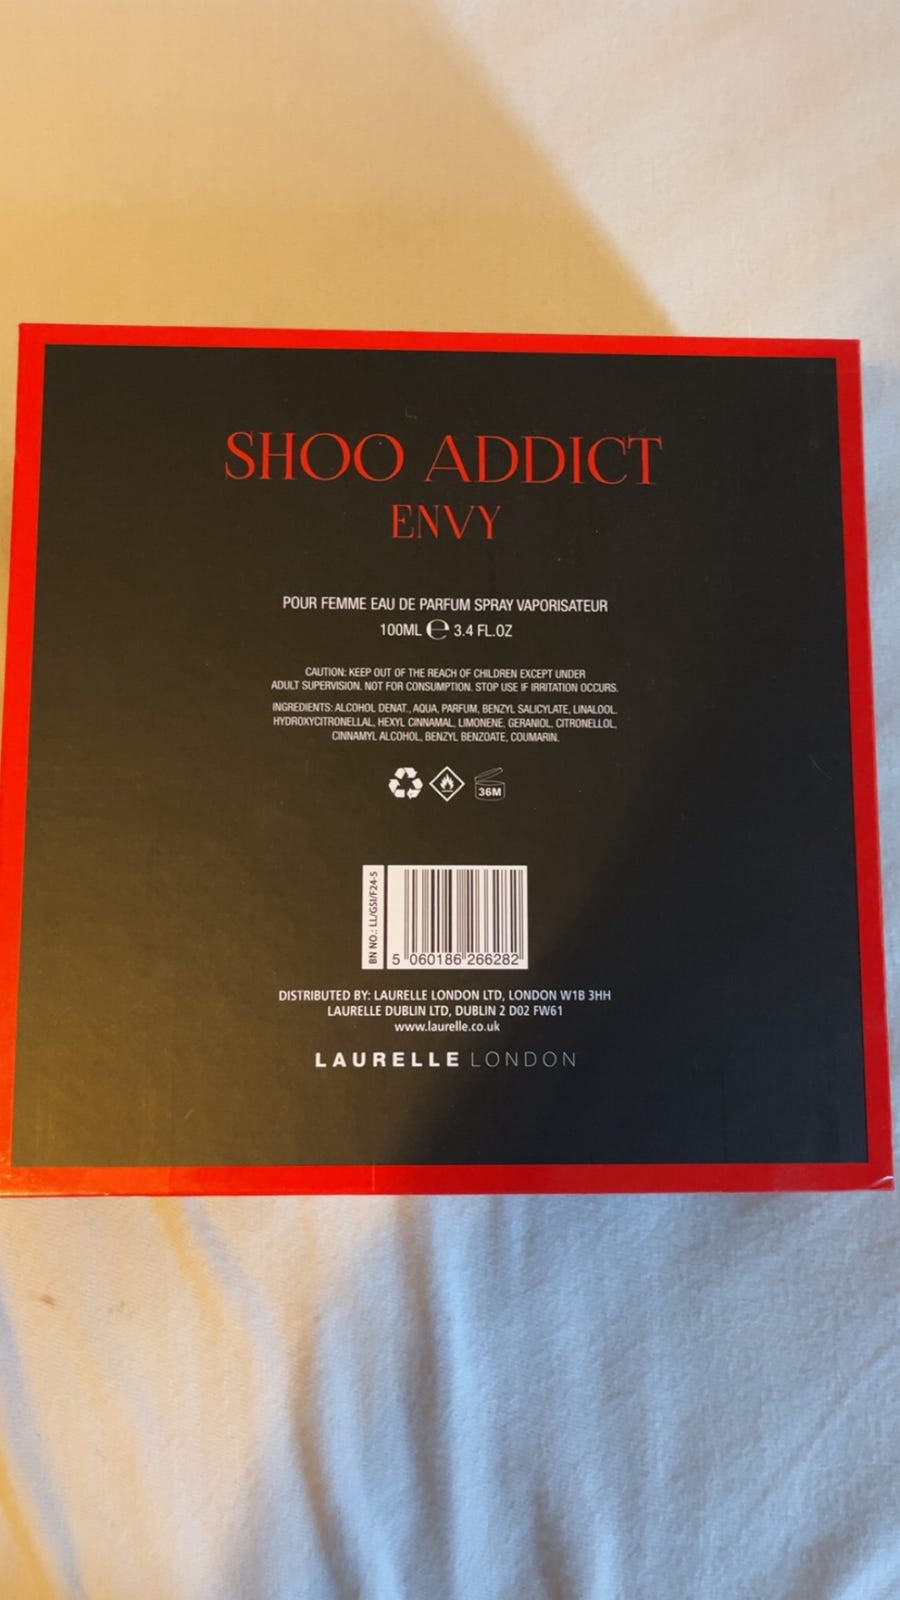 SHOO ADDICT
ENVY
POUR FEMME EAU DE PARFUM SPRAY VAPORISATEUR
100ML ℮ 3.4 FL.OZ
CAUTION: KEEP OUT OF THE REACH OF CHILDREN EXCEPT UNDER
ADULT SUPERVISION. NOT FOR CONSUMPTION. STOP USE IF IRRITATION OCCURS.
INGREDIENTS: ALCOHOL DENAT., AQUA, PARFUM, BENZYL SALICYLATE, LINALOOL.
HYDROXYCITRONELLAL, HEXYL CINNAMAL, LIMONENE, GERANIOL, CITRONELLOL,
CINNAMYL ALCOHOL, BENZYL BENZOATE, COUMARIN.
36M
BN NO.: LL/GSI/F24-5
5 060186 266282
DISTRIBUTED BY: LAURELLE LONDON LTD, LONDON W1B 3HH
LAURELLE DUBLIN LTD, DUBLIN 2 D02 FW61
www.laurelle.co.uk
LAURELLE LONDON